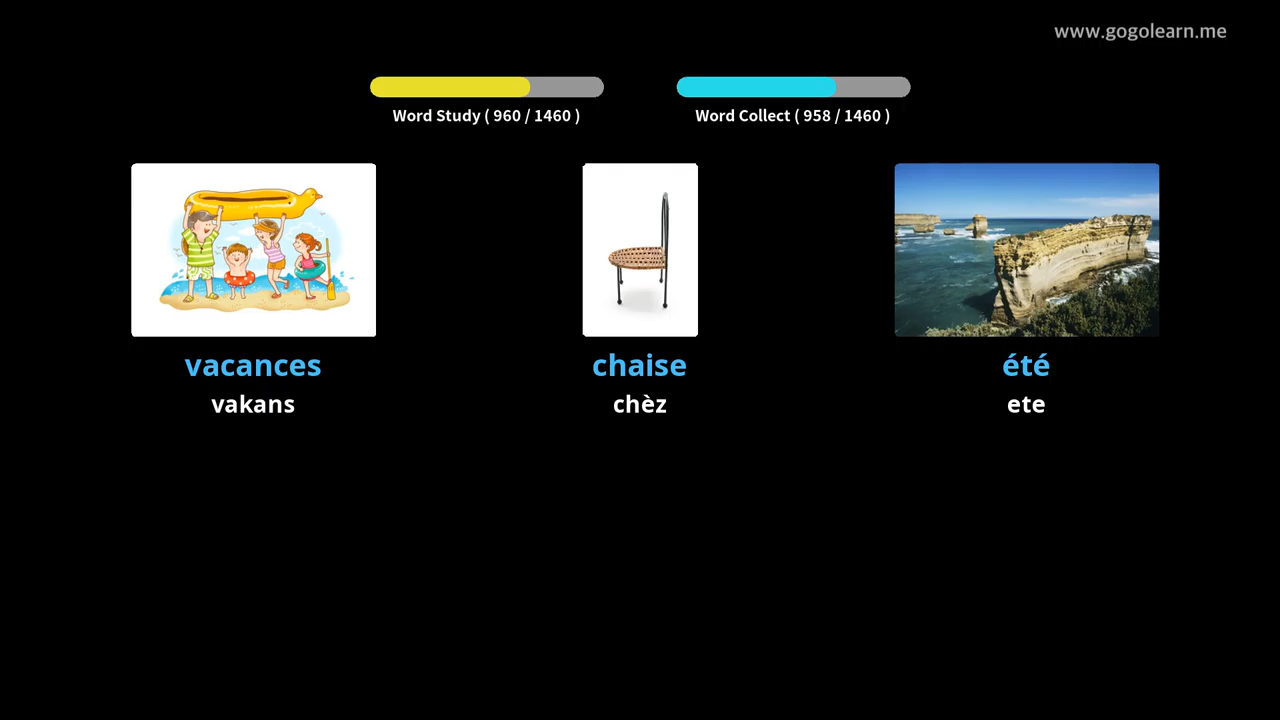 www.gogolearn.me
Word Study ( 960 / 1460 )
Word Collect ( 958 / 1460 )
vacances
vakans
chaise
chèz
été
ete